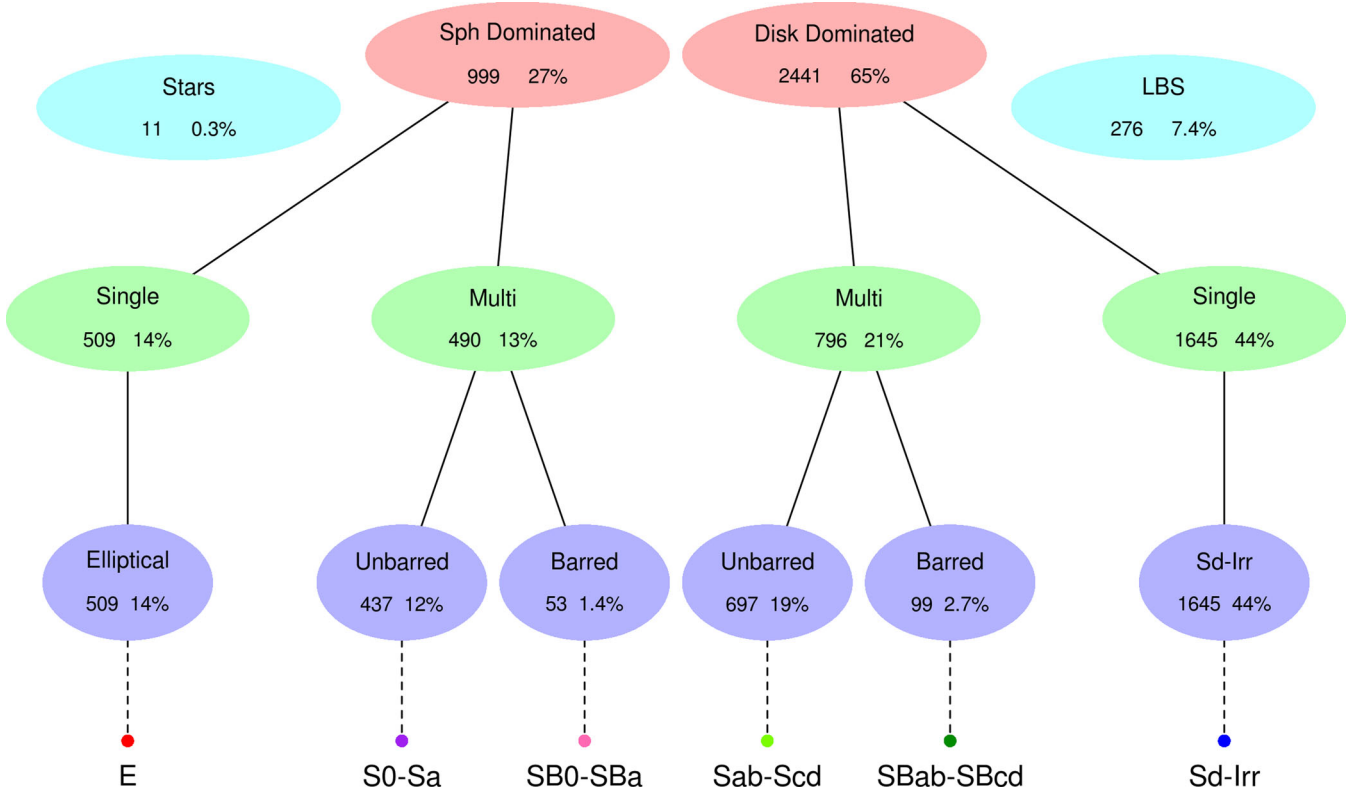 Sph Dominated
999 27%
Disk Dominated
2441 65%
Stars
11 0.3%
LBS
276 7.4%
Single
509 14%
Multi
490 13%
Multi
796 21%
Single
1645 44%
Elliptical
509 14%
Unbarred
437 12%
Barred
53 1.4%
Unbarred
697 19%
Barred
99 2.7%
Sd-Irr
1645 44%
E
S0-Sa
SB0-SBa
Sab-Scd
SBab-SBcd
Sd-Irr